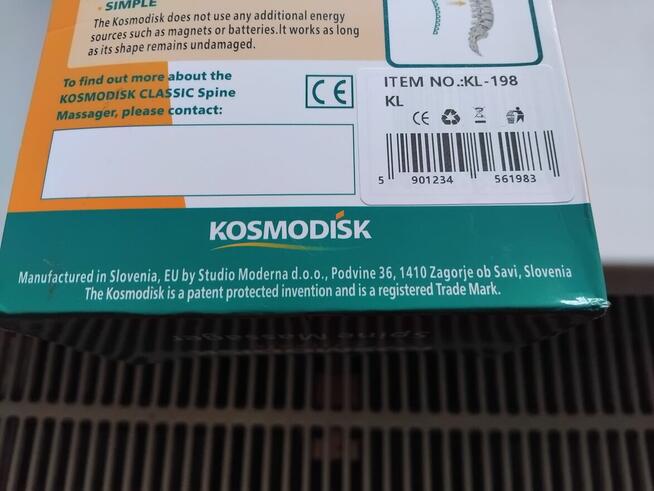 • SIMPLE
The Kosmodisk does not use any additional energy
sources such as magnets or batteries.It works as long
as its shape remains undamaged.
To find out more about the
KOSMODISK CLASSIC Spine
Massager, please contact:
CE
ITEM NO.:KL-198
KL
CE
5 901234 561983
KOSMODISK
Manufactured in Slovenia, EU by Studio Moderna d.o.o., Podvine 36, 1410 Zagorje ob Savi, Slovenia
The Kosmodisk is a patent protected invention and is a registered Trade Mark.
Spine Massager